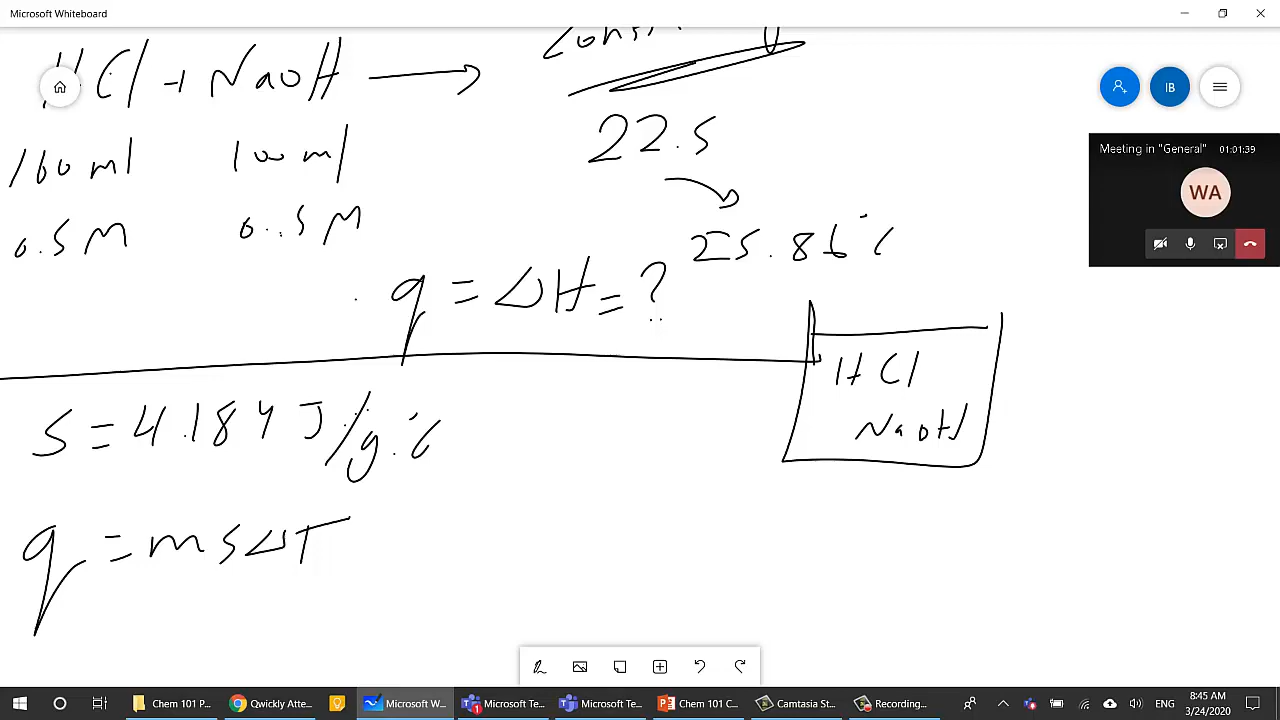 Microsoft Whiteboard
HCl + NaOH →
100 ml 100 ml
0.5 M 0.5 M
22.5
25.86 °C
q = ΔH = ?
HCl
NaOH
s = 4.184 J/g.°C
q = m s ΔT
IB
Meeting in "General" 01:01:39
WA
Chem 101 P...
Qwickly Atte...
Microsoft W...
Microsoft Te...
Microsoft Te...
Chem 101 C...
Camtasia St...
Recording...
ENG
8:45 AM
3/24/2020
1